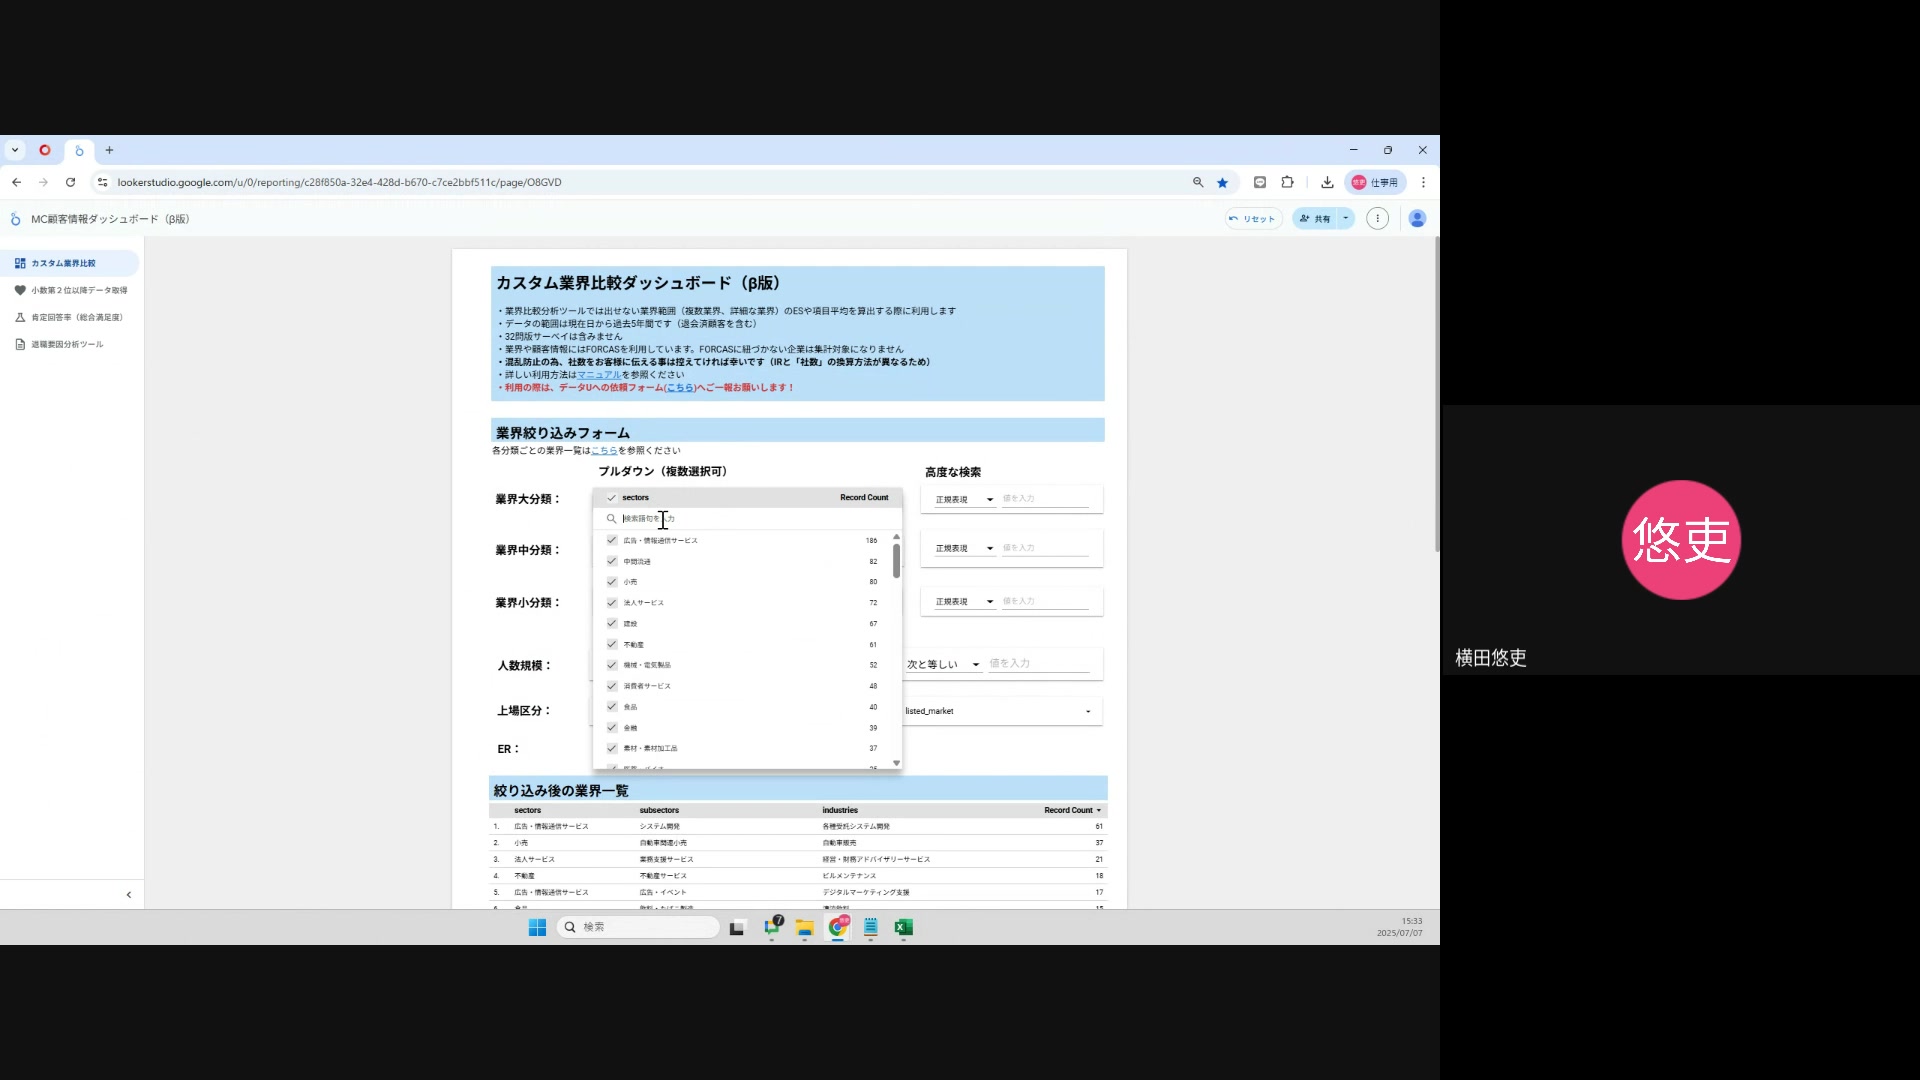 lookerstudio.google.com/u/0/reporting/c28f850a-32e4-428d-b670-c7ce2bbf511c/page/O8GVD
仕事用
MC顧客情報ダッシュボード（β版）
リセット
共有
カスタム業界比較
小数第２位以降データ取得
肯定回答率（総合満足度）
退職要因分析ツール
カスタム業界比較ダッシュボード（β版）
・業界比較分析ツールでは出せない業界範囲（複数業界、詳細な業界）のESや項目平均を算出する際に利用します
・データの範囲は現在日から過去5年間です（退会済顧客を含む）
・32問版サーベイは含みません
・業界や顧客情報にはFORCASを利用しています。FORCASに紐づかない企業は集計対象になりません
・混乱防止の為、社数をお客様に伝える事は控えてければ幸いです（IRと「社数」の換算方法が異なるため）
・詳しい利用方法はマニュアルを参照ください
・利用の際は、データUへの依頼フォーム(こちら)へご一報お願いします！
業界絞り込みフォーム
各分類ごとの業界一覧はこちらを参照ください
プルダウン（複数選択可）
高度な検索
業界大分類：
sectors Record Count
正規表現 値を入力
検索語句を入力
広告・情報通信サービス 186
業界中分類：
正規表現 値を入力
中間流通 82
小売 80
業界小分類：
法人サービス 72
正規表現 値を入力
建設 67
不動産 61
人数規模：
機械・電気製品 52
次と等しい 値を入力
消費者サービス 48
上場区分：
食品 40
listed_market
金融 39
ER：
素材・素材加工品 37
絞り込み後の業界一覧
sectors subsectors industries Record Count
1. 広告・情報通信サービス システム開発 各種受託システム開発 61
2. 小売 自動車関連小売 自動車販売 37
3. 法人サービス 業務支援サービス 経営・財務アドバイザリーサービス 21
4. 不動産 不動産サービス ビルメンテナンス 18
5. 広告・情報通信サービス 広告・イベント デジタルマーケティング支援 17
検索
7
15:33
2025/07/07
悠吏
横田悠吏